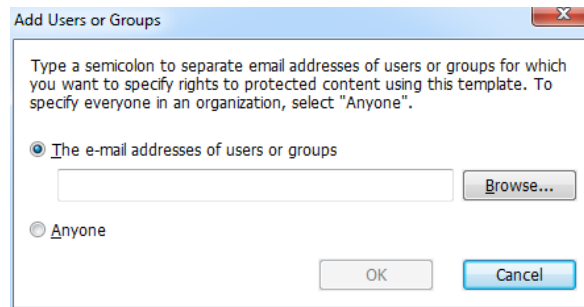 Add Users or Groups
Type a semicolon to separate email addresses of users or groups for which
you want to specify rights to protected content using this template. To
specify everyone in an organization, select "Anyone".
The e-mail addresses of users or groups
Browse...
Anyone
OK
Cancel